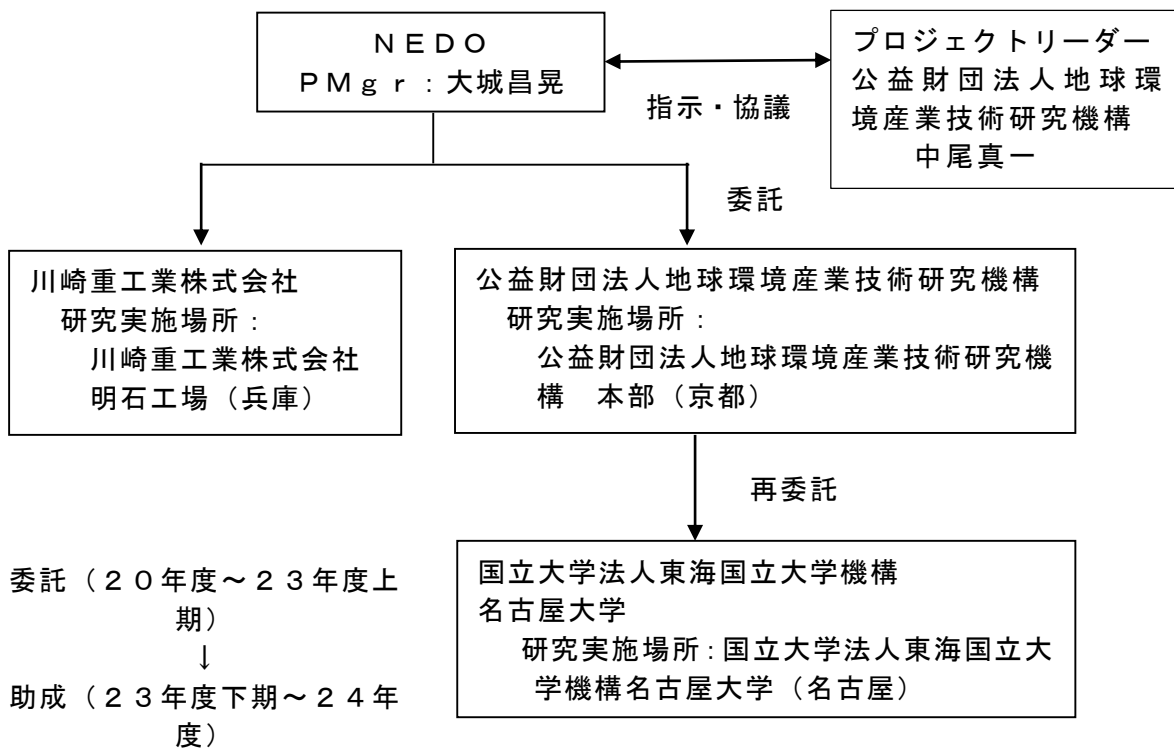 ＮＥＤＯ
ＰＭｇｒ：大城昌晃
プロジェクトリーダー
公益財団法人地球環
境産業技術研究機構
中尾真一
指示・協議
委託
川崎重工業株式会社
研究実施場所：
川崎重工業株式会社
明石工場（兵庫）
公益財団法人地球環境産業技術研究機構
研究実施場所：
公益財団法人地球環境産業技術研究機
構　本部（京都）
再委託
国立大学法人東海国立大学機構
名古屋大学
研究実施場所：国立大学法人東海国立大
学機構名古屋大学（名古屋）
委託（２０年度～２３年度上
期）
↓
助成（２３年度下期～２４年
度）